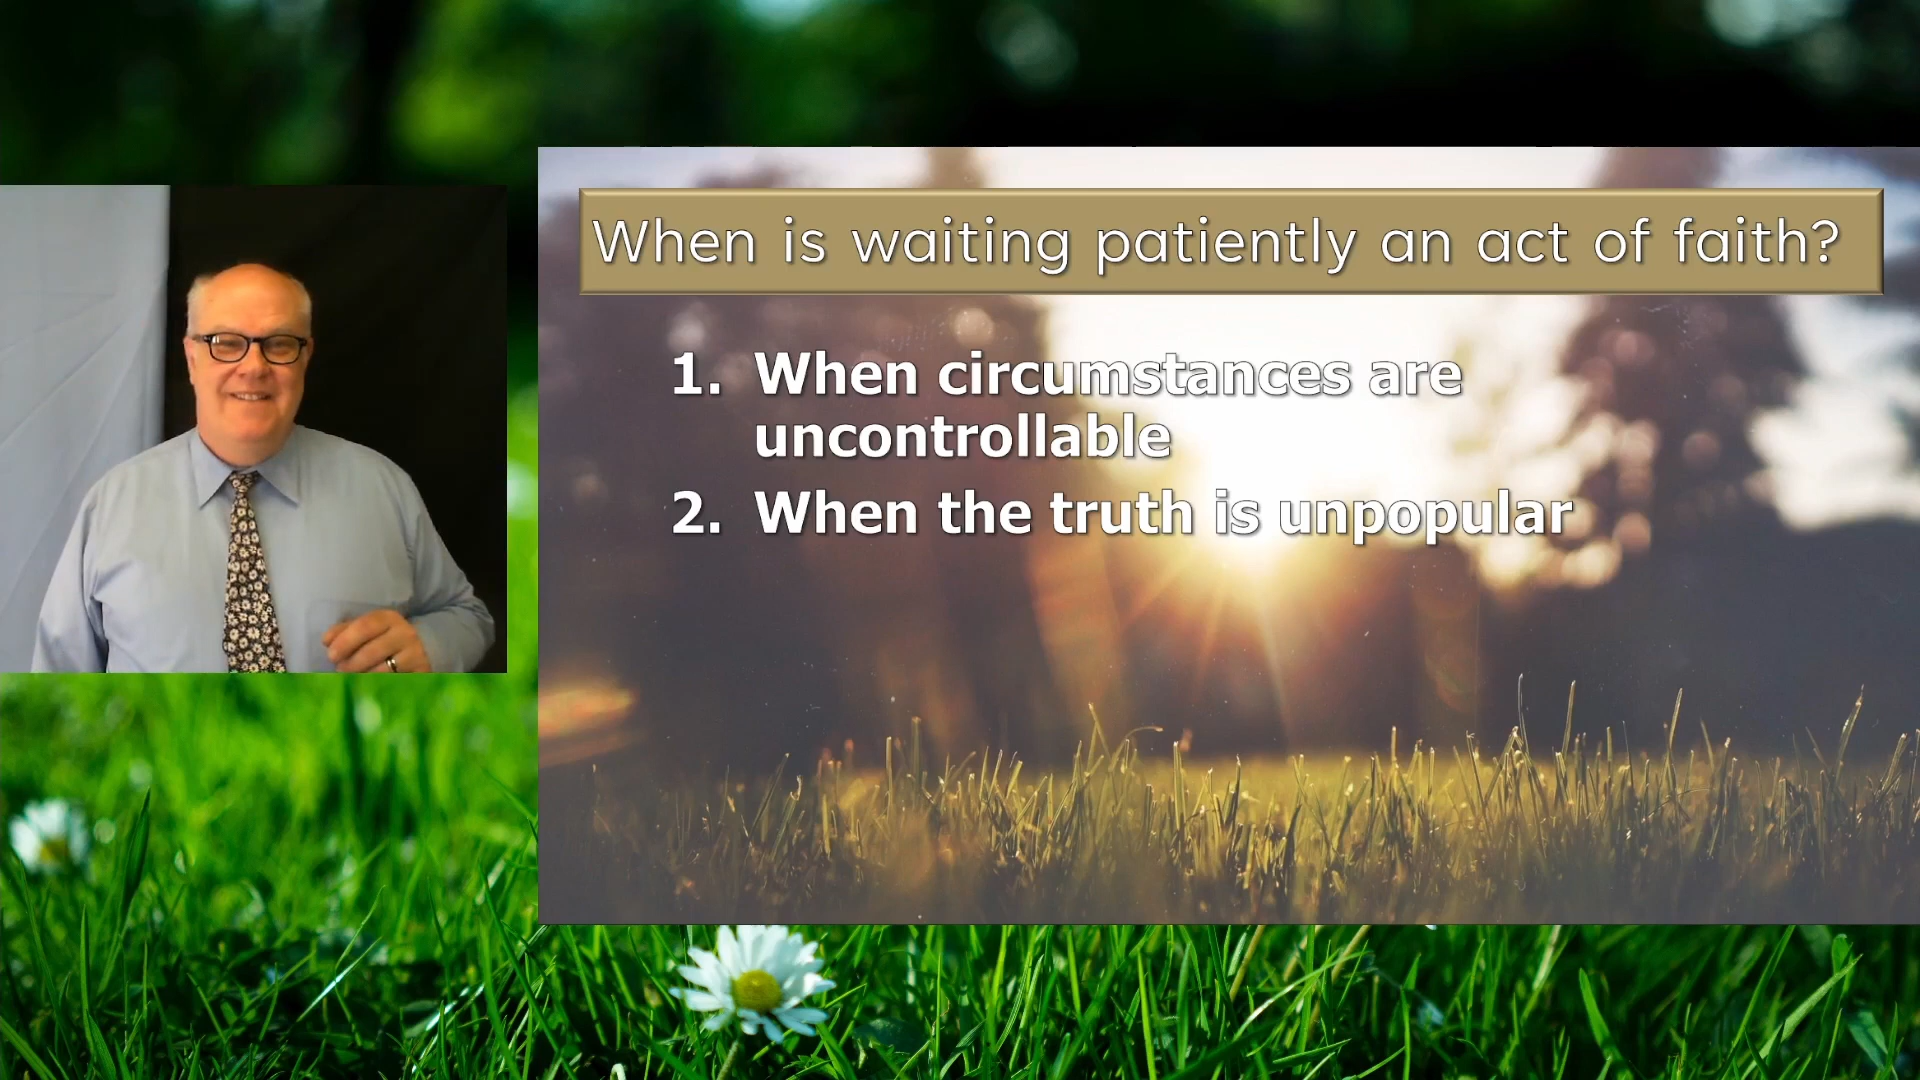 When is waiting patiently an act of faith?
1. When circumstances are
uncontrollable
2. When the truth is unpopular